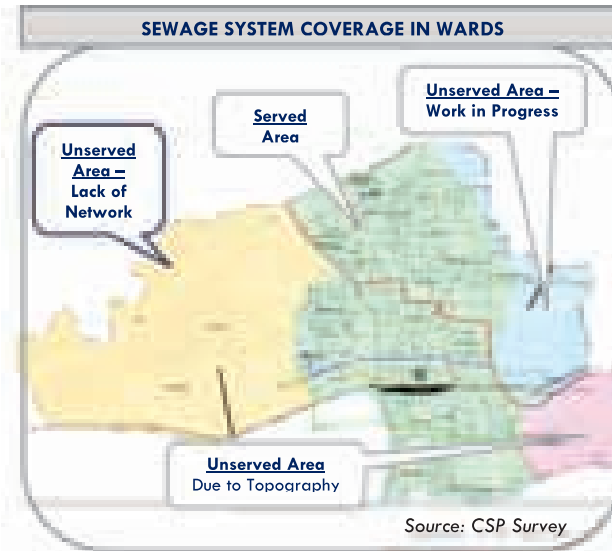 SEWAGE SYSTEM COVERAGE IN WARDS
Unserved Area –
Work in Progress
Served
Area
Unserved
Area –
Lack of
Network
Unserved Area
Due to Topography
Source: CSP Survey